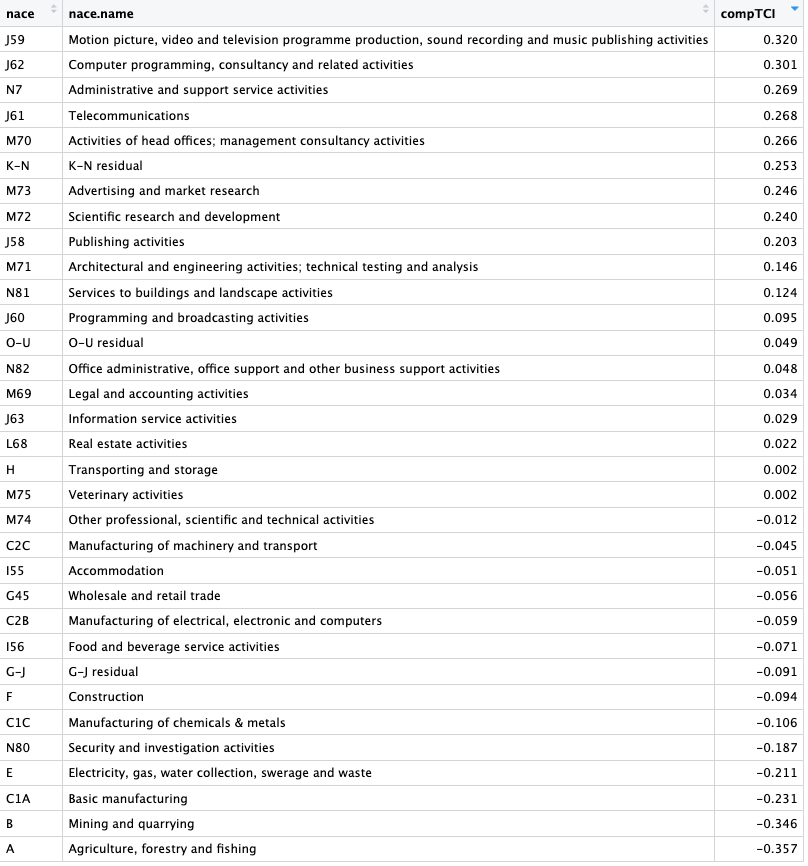 nace nace.name compTCI
J59 Motion picture, video and television programme production, sound recording and music publishing activities 0.320
J62 Computer programming, consultancy and related activities 0.301
N7 Administrative and support service activities 0.269
J61 Telecommunications 0.268
M70 Activities of head offices; management consultancy activities 0.266
K-N K-N residual 0.253
M73 Advertising and market research 0.246
M72 Scientific research and development 0.240
J58 Publishing activities 0.203
M71 Architectural and engineering activities; technical testing and analysis 0.146
N81 Services to buildings and landscape activities 0.124
J60 Programming and broadcasting activities 0.095
O-U O-U residual 0.049
N82 Office administrative, office support and other business support activities 0.048
M69 Legal and accounting activities 0.034
J63 Information service activities 0.029
L68 Real estate activities 0.022
H Transporting and storage 0.002
M75 Veterinary activities 0.002
M74 Other professional, scientific and technical activities -0.012
C2C Manufacturing of machinery and transport -0.045
I55 Accommodation -0.051
G45 Wholesale and retail trade -0.056
C2B Manufacturing of electrical, electronic and computers -0.059
I56 Food and beverage service activities -0.071
G-J G-J residual -0.091
F Construction -0.094
C1C Manufacturing of chemicals & metals -0.106
N80 Security and investigation activities -0.187
E Electricity, gas, water collection, swerage and waste -0.211
C1A Basic manufacturing -0.231
B Mining and quarrying -0.346
A Agriculture, forestry and fishing -0.357